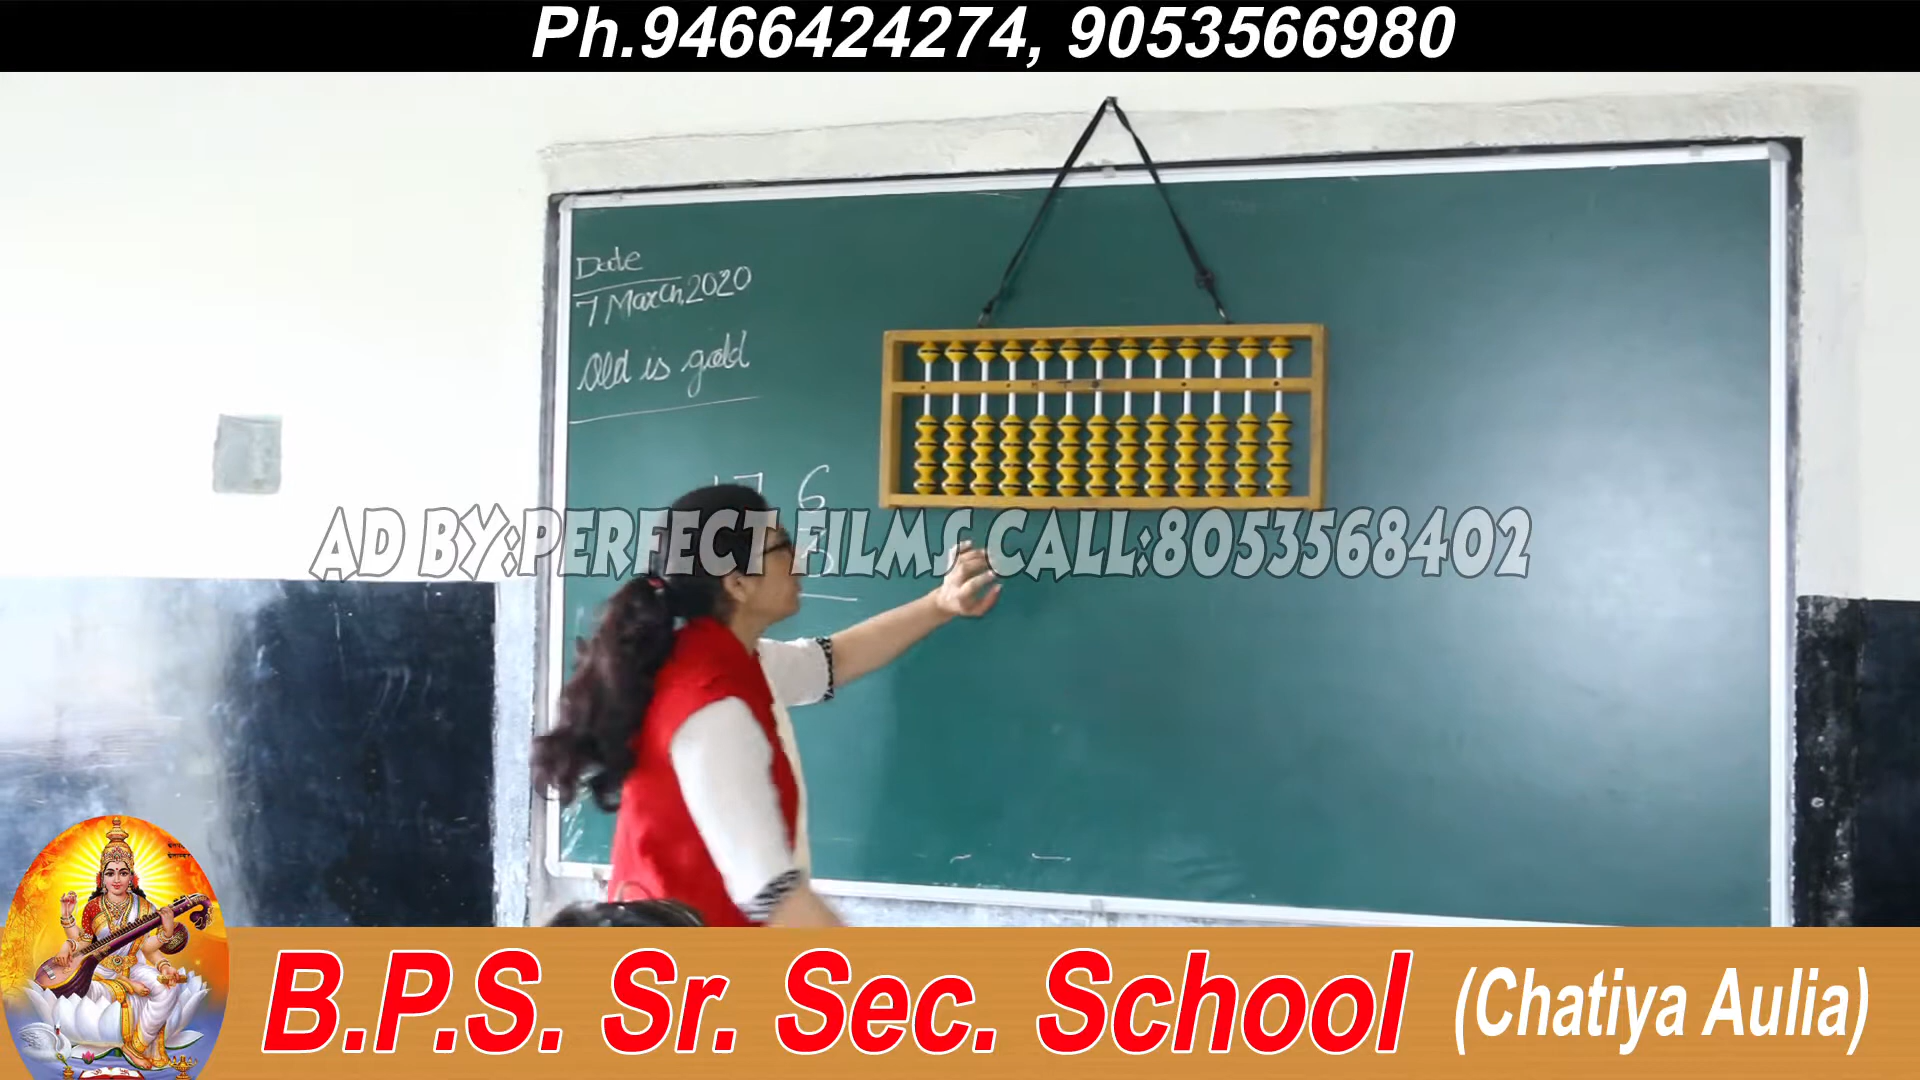 Ph.9466424274, 9053566980
Date
7 March,2020
Old is gold
6
AD BY:PERFECT FILMS CALL:8053568402
B.P.S. Sr. Sec. School (Chatiya Aulia)